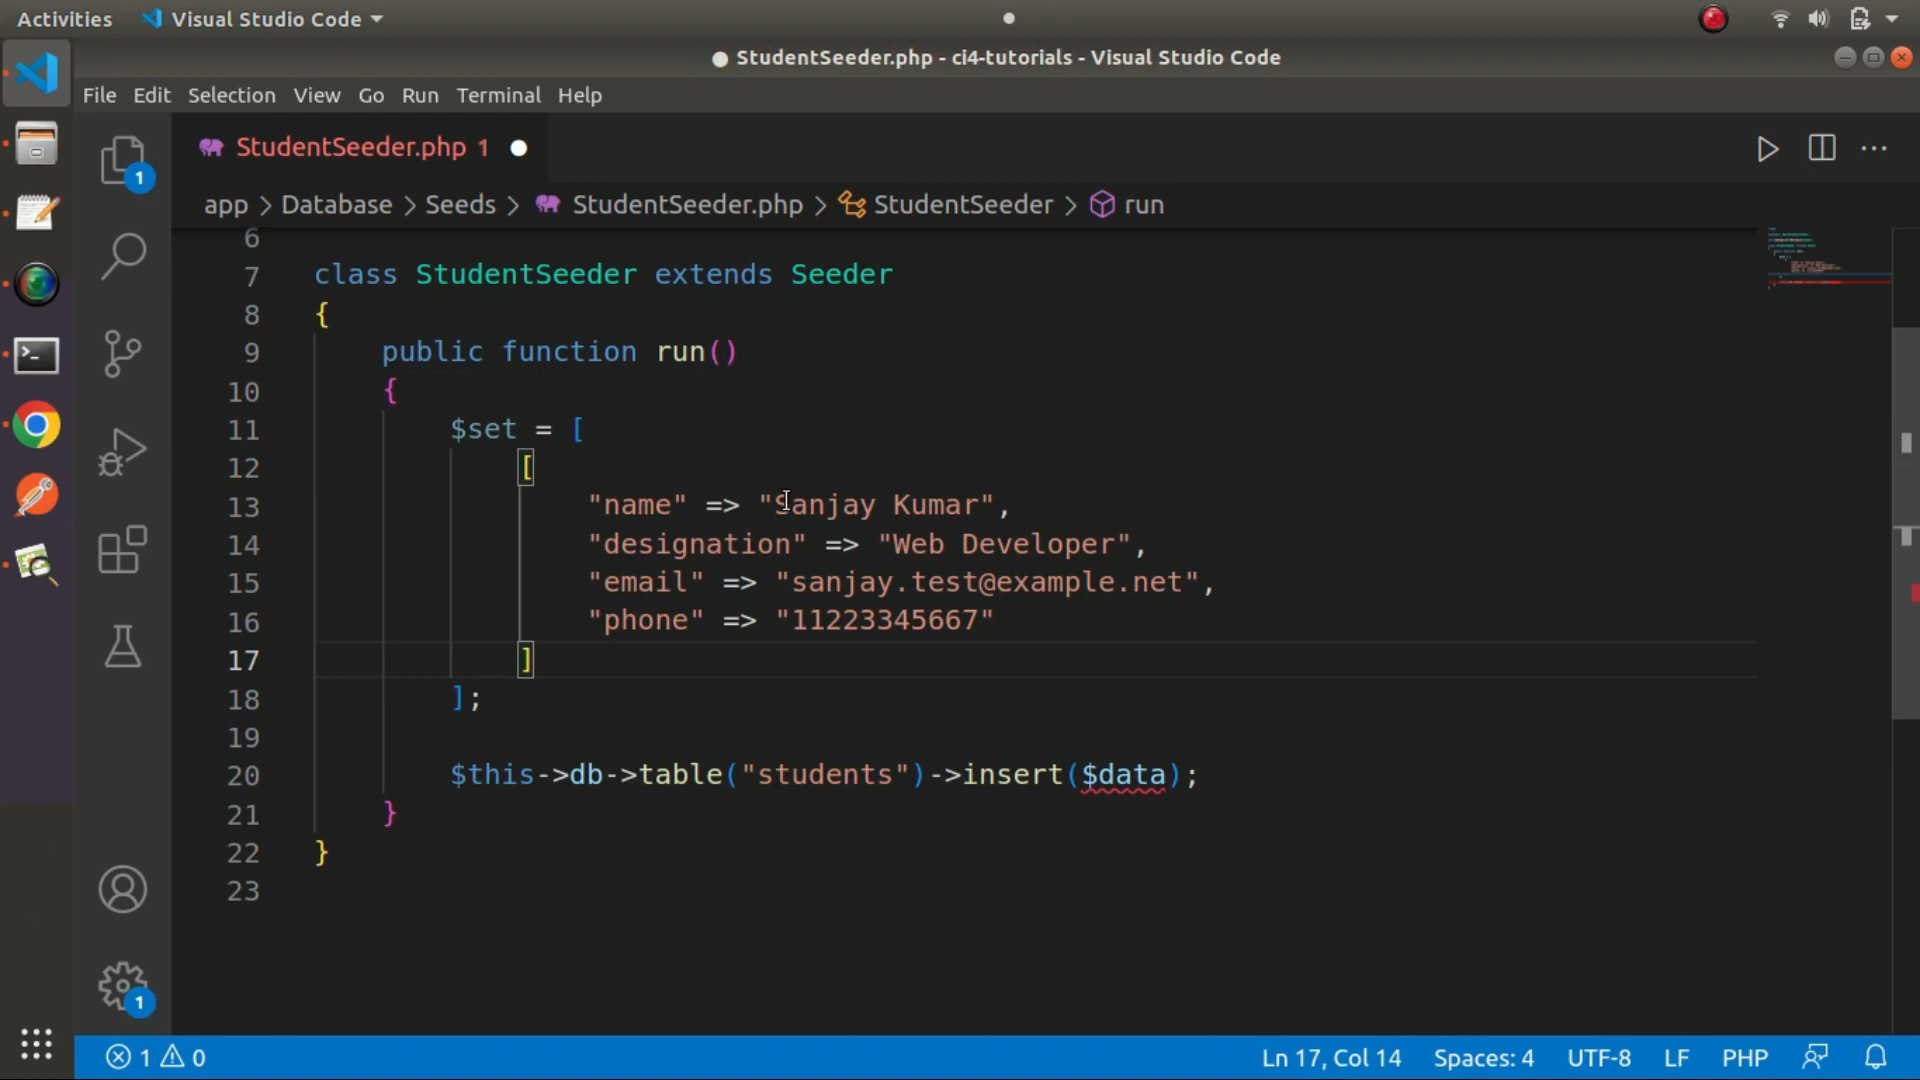 Activities Visual Studio Code
StudentSeeder.php - ci4-tutorials - Visual Studio Code
File Edit Selection View Go Run Terminal Help
StudentSeeder.php 1
1
app > Database > Seeds > StudentSeeder.php > StudentSeeder > run
6
7 class StudentSeeder extends Seeder
8 {
9 public function run()
10 {
11 $set = [
12 [
13 "name" => "Sanjay Kumar",
14 "designation" => "Web Developer",
15 "email" => "sanjay.test@example.net",
16 "phone" => "11223345667"
17 ]
18 ];
19
20 $this->db->table("students")->insert($data);
21 }
22 }
23
1
1 0 Ln 17, Col 14 Spaces: 4 UTF-8 LF PHP